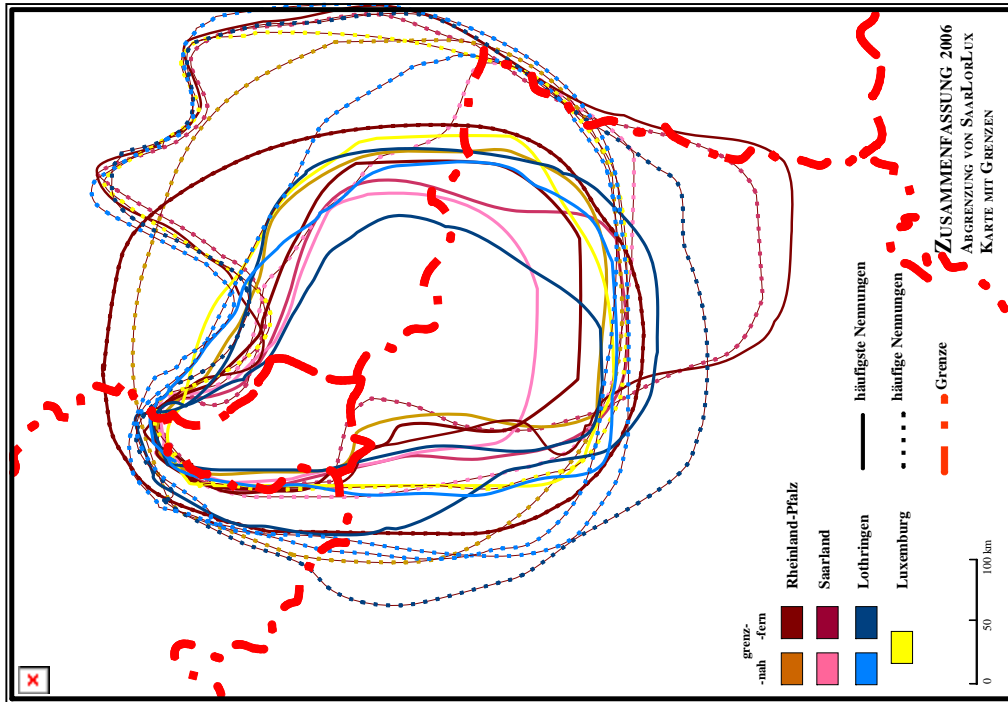 ZUSAMMENFASSUNG 2006
ABGRENZUNG VON SAARLORLUX
KARTE MIT GRENZEN
häufigste Nennungen
häufige Nennungen
Grenze
grenz-
-nah -fern
Rheinland-Pfalz
Saarland
Lothringen
Luxemburg
0 50 100 km